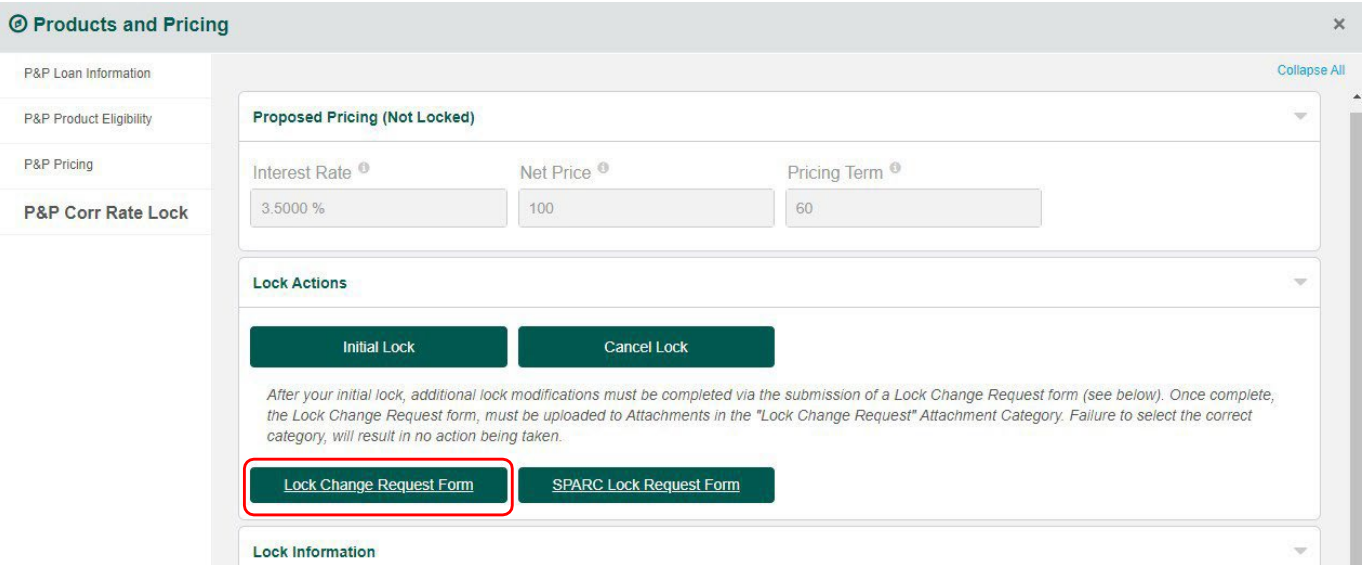 Products and Pricing
×
P&P Loan Information
P&P Product Eligibility
P&P Pricing
P&P Corr Rate Lock
Collapse All
Proposed Pricing (Not Locked)
Interest Rate
Net Price
Pricing Term
3.5000 %
100
60
Lock Actions
Initial Lock
Cancel Lock
After your initial lock, additional lock modifications must be completed via the submission of a Lock Change Request form (see below). Once complete,
the Lock Change Request form, must be uploaded to Attachments in the "Lock Change Request" Attachment Category. Failure to select the correct
category, will result in no action being taken.
Lock Change Request Form
SPARC Lock Request Form
Lock Information